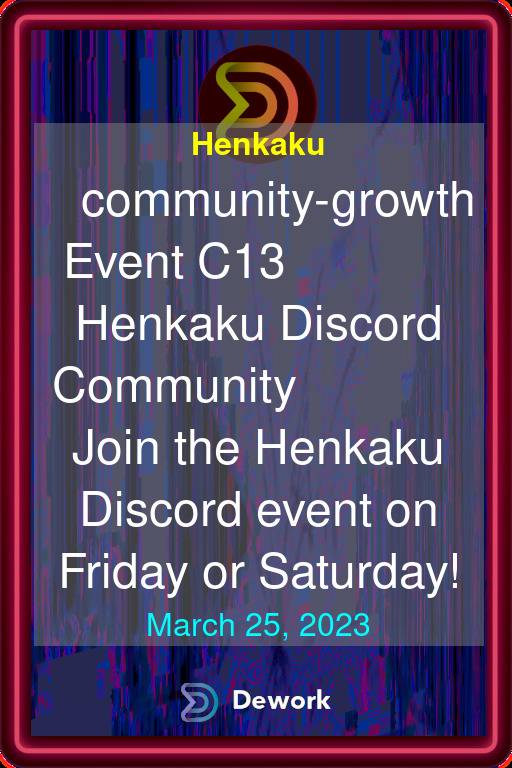 Henkaku
community-growth
Event C13
Henkaku Discord
Community
Join the Henkaku
Discord event on
Friday or Saturday!
March 25, 2023
Dework